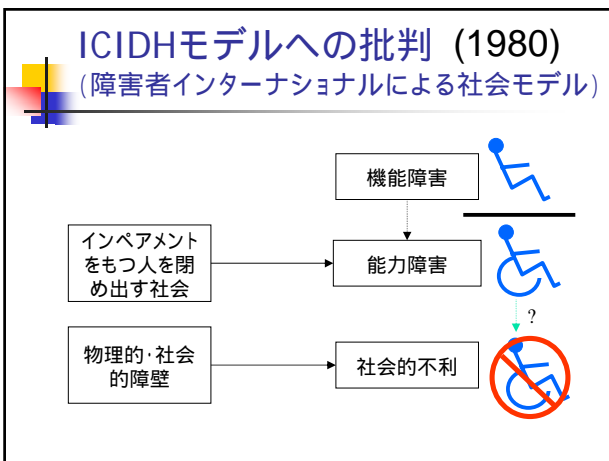 ICIDHモデルへの批判 (1980)
(障害者インターナショナルによる社会モデル)
機能障害
インペアメント
をもつ人を閉
め出す社会
能力障害
?
物理的・社会
的障壁
社会的不利